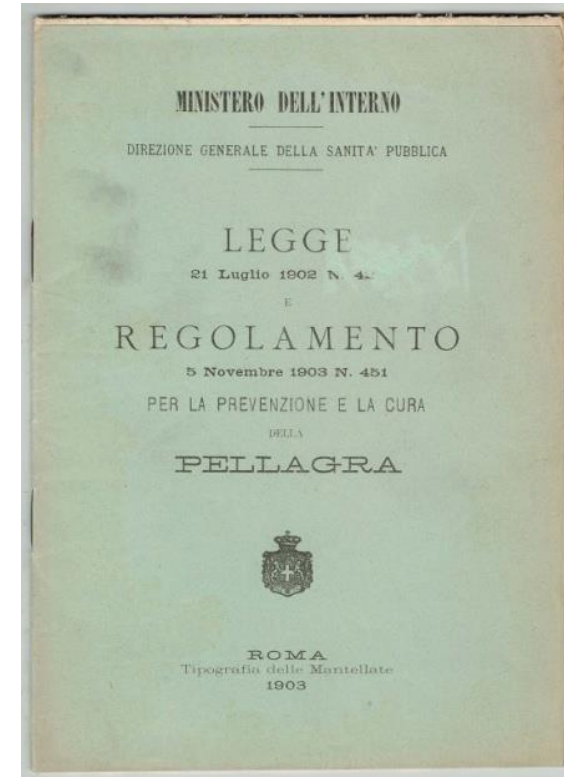 MINISTERO DELL'INTERNO
DIREZIONE GENERALE DELLA SANITA' PUBBLICA
LEGGE
21 Luglio 1902 N.
E
REGOLAMENTO
5 Novembre 1903 N. 451
PER LA PREVENZIONE E LA CURA
DELLA
PELLAGRA
ROMA
Tipografia delle Mantellate
1903